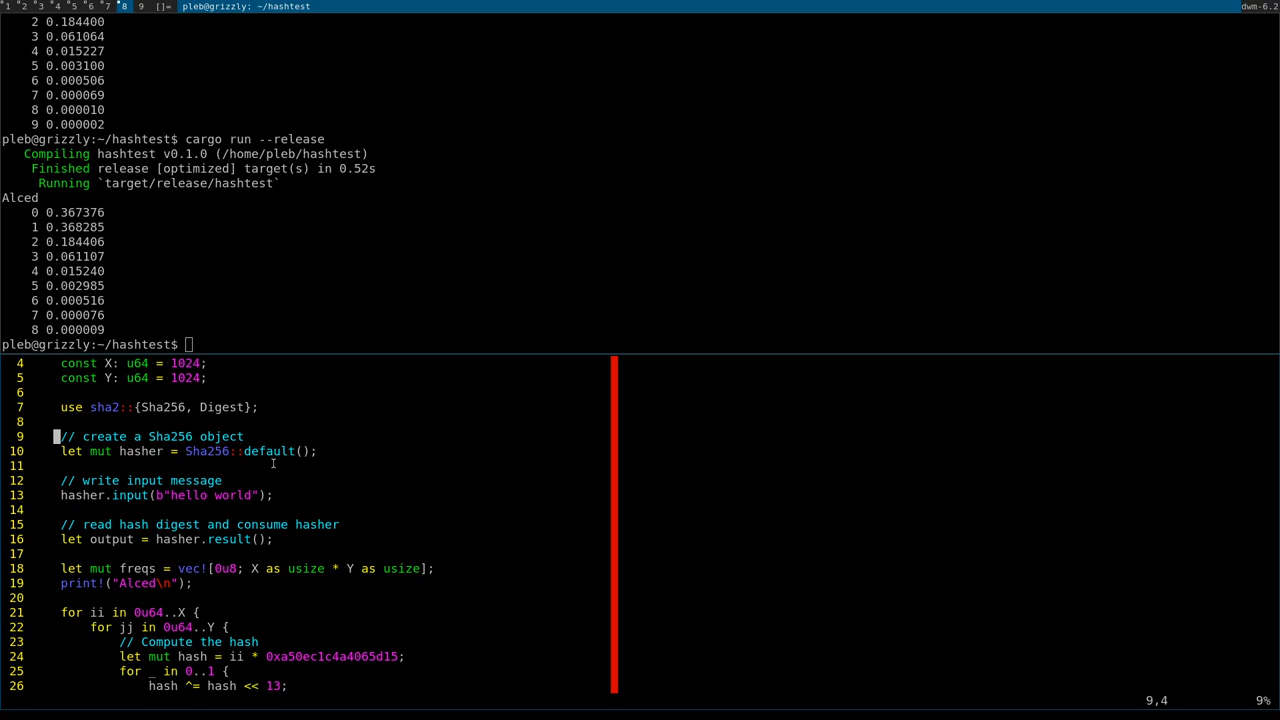 1 2 3 4 5 6 7 8 9 []= pleb@grizzly: ~/hashtest dwm-6.2
2 0.184400
3 0.061064
4 0.015227
5 0.003100
6 0.000506
7 0.000069
8 0.000010
9 0.000002
pleb@grizzly:~/hashtest$ cargo run --release
Compiling hashtest v0.1.0 (/home/pleb/hashtest)
Finished release [optimized] target(s) in 0.52s
Running `target/release/hashtest`
Alced
0 0.367376
1 0.368285
2 0.184406
3 0.061107
4 0.015240
5 0.002985
6 0.000516
7 0.000076
8 0.000009
pleb@grizzly:~/hashtest$
4 const X: u64 = 1024;
5 const Y: u64 = 1024;
6
7 use sha2::{Sha256, Digest};
8
9 // create a Sha256 object
10 let mut hasher = Sha256::default();
11
12 // write input message
13 hasher.input(b"hello world");
14
15 // read hash digest and consume hasher
16 let output = hasher.result();
17
18 let mut freqs = vec![0u8; X as usize * Y as usize];
19 print!("Alced\n");
20
21 for ii in 0u64..X {
22 for jj in 0u64..Y {
23 // Compute the hash
24 let mut hash = ii * 0xa50ec1c4a4065d15;
25 for _ in 0..1 {
26 hash ^= hash << 13;
9,4 9%